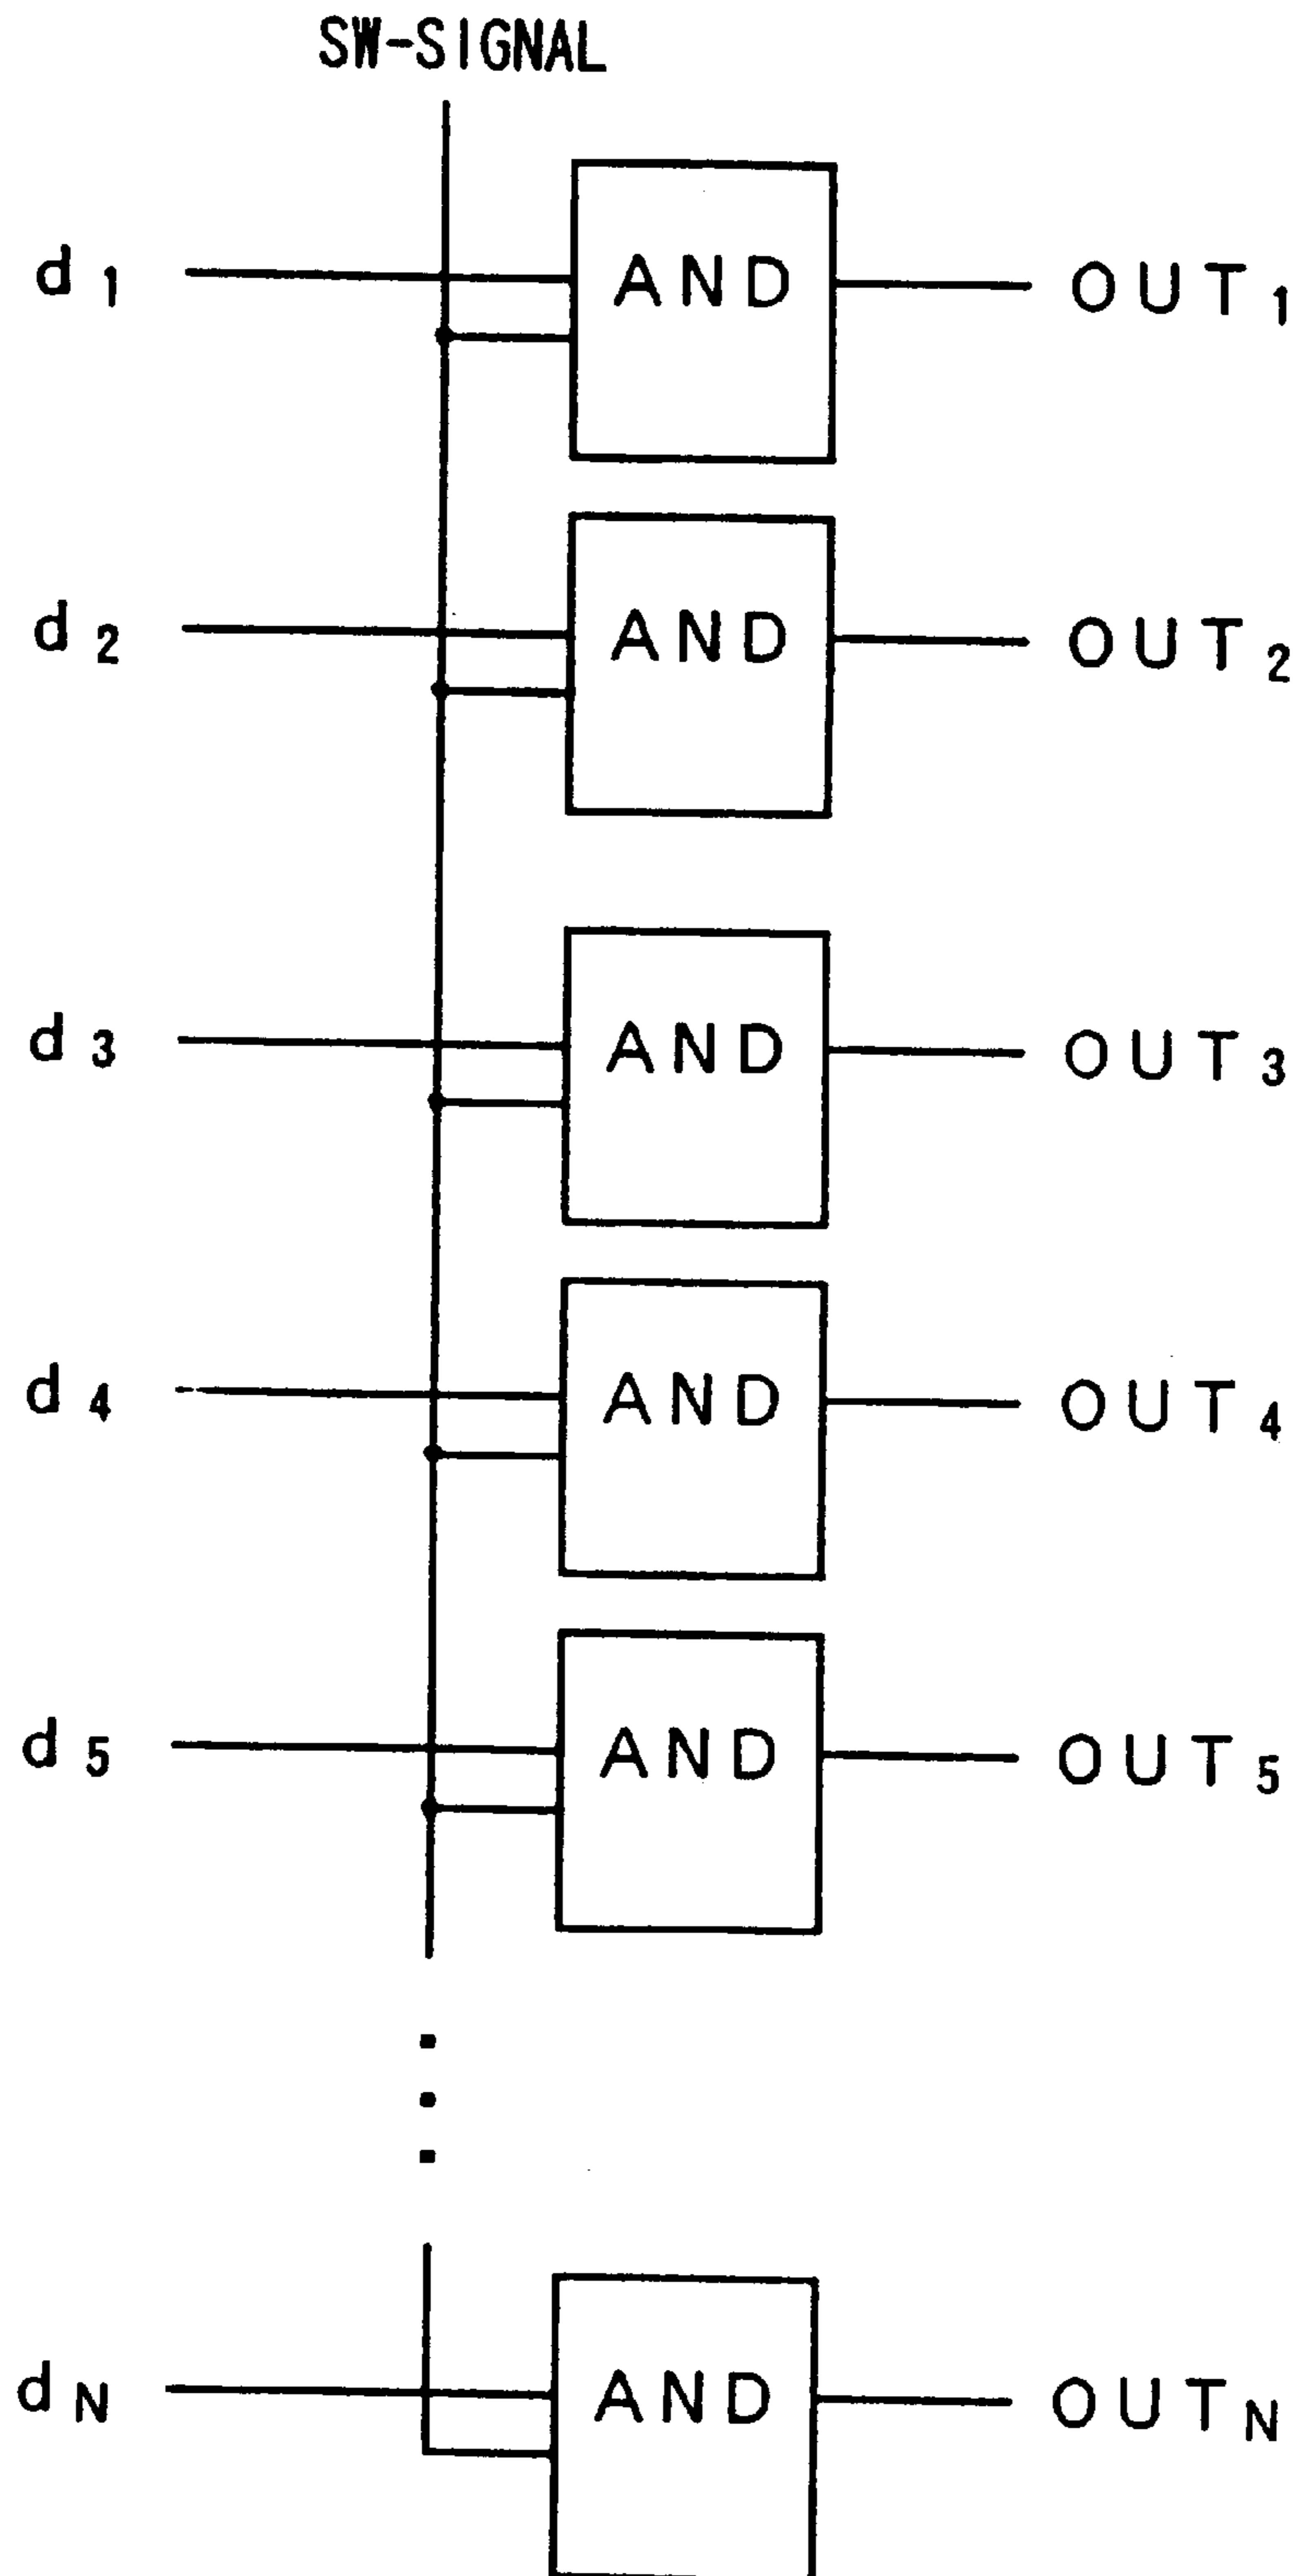 SW-SIGNAL
d1 AND OUT1
d2 AND OUT2
d3 AND OUT3
d4 AND OUT4
d5 AND OUT5
dN AND OUTN